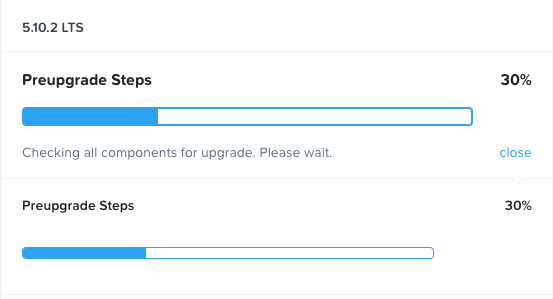 5.10.2 LTS
Preupgrade Steps 30%
Checking all components for upgrade. Please wait. close
Preupgrade Steps 30%